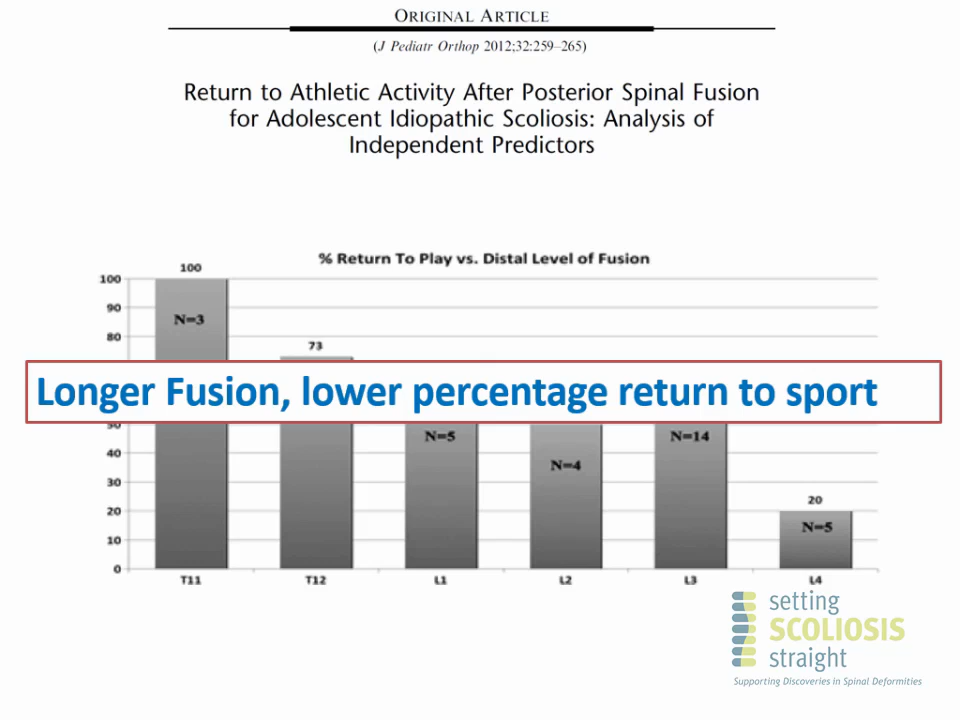 ORIGINAL ARTICLE
(J Pediatr Orthop 2012;32:259–265)
Return to Athletic Activity After Posterior Spinal Fusion
for Adolescent Idiopathic Scoliosis: Analysis of
Independent Predictors
% Return To Play vs. Distal Level of Fusion
100
100
90
N=3
80
73
Longer Fusion, lower percentage return to sport
50
N=5
N=14
40
N=4
30
20
20
N=5
10
0
T11 T12 L1 L2 L3 L4
setting
SCOLIOSIS
straight
Supporting Discoveries in Spinal Deformities